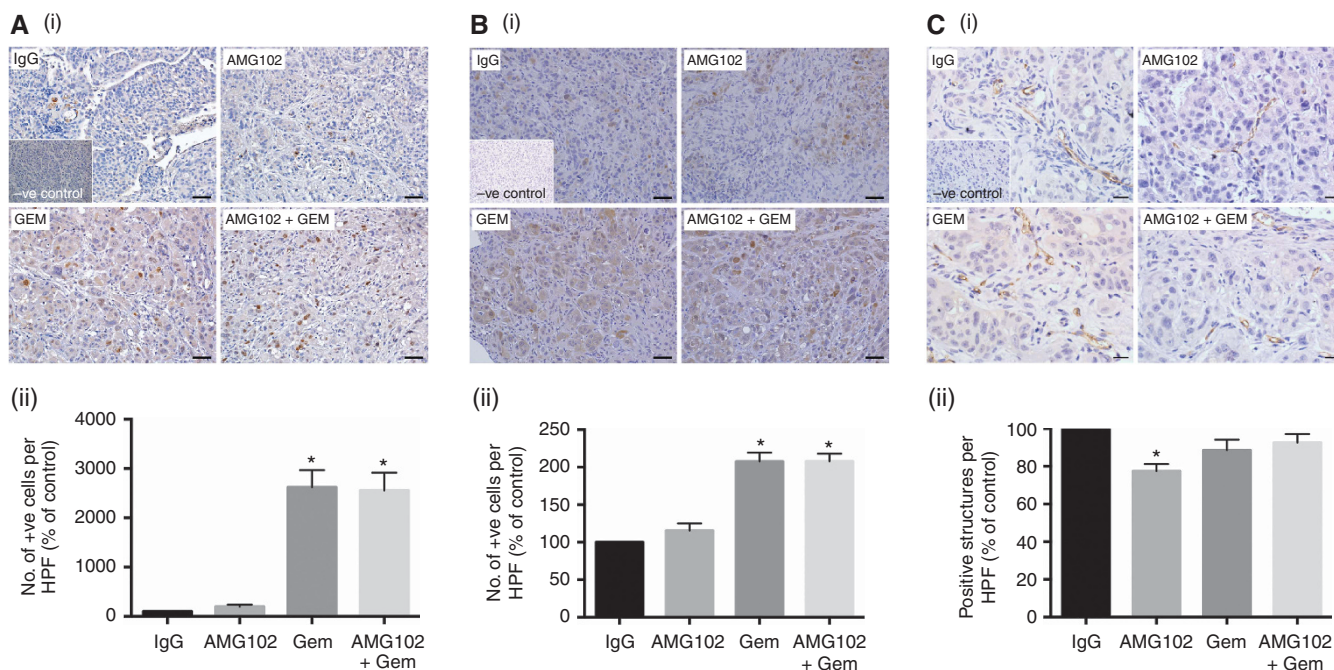 A (i)
IgG
AMG102
–ve control
GEM
AMG102 + GEM
(ii)
No. of +ve cells per
HPF (% of control)
4000
3000
2000
1000
0
*
*
IgG
AMG102
Gem
AMG102
+ Gem
B (i)
IgG
AMG102
–ve control
GEM
AMG102 + GEM
(ii)
No. of +ve cells per
HPF (% of control)
250
200
150
100
50
0
*
*
IgG
AMG102
Gem
AMG102
+ Gem
C (i)
IgG
AMG102
–ve control
GEM
AMG102 + GEM
(ii)
Positive structures per
HPF (% of control)
100
80
60
40
20
0
*
IgG
AMG102
Gem
AMG102
+ Gem